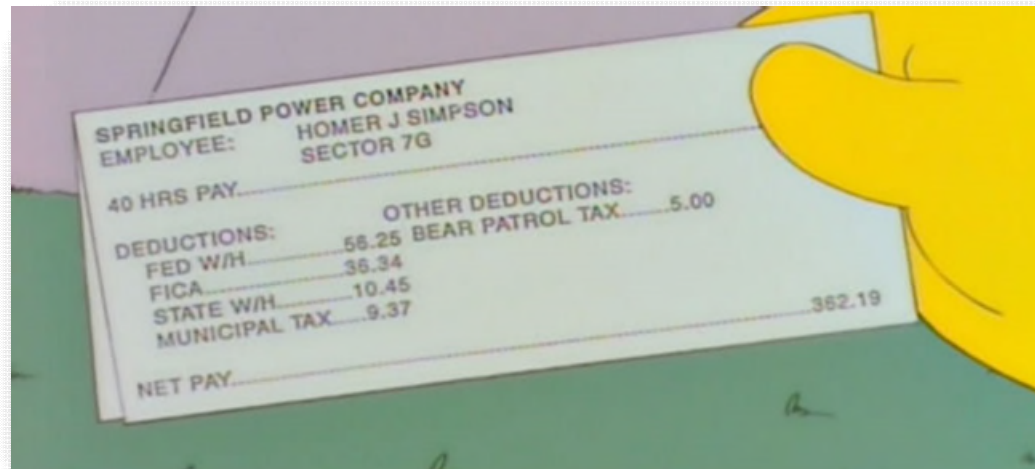 SPRINGFIELD POWER COMPANY
EMPLOYEE: HOMER J SIMPSON
SECTOR 7G
40 HRS PAY
DEDUCTIONS: OTHER DEDUCTIONS:
FED W/H 56.25 BEAR PATROL TAX 5.00
FICA 36.34
STATE W/H 10.45
MUNICIPAL TAX 9.37
NET PAY 362.19